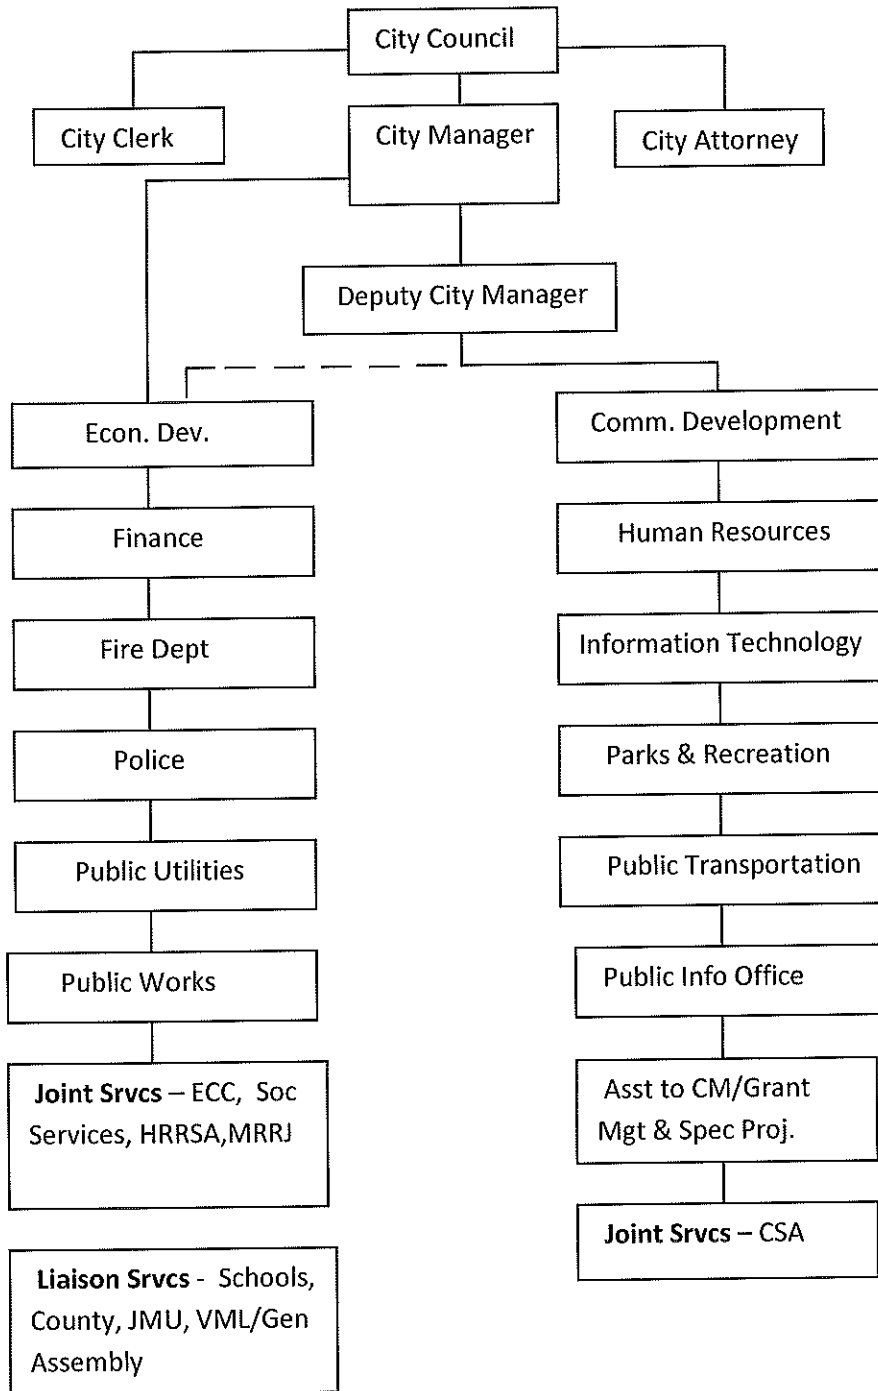 City Council
City Clerk
City Manager
City Attorney
Deputy City Manager
Econ. Dev.
Finance
Fire Dept
Police
Public Utilities
Public Works
Joint Srvcs – ECC, Soc
Services, HRRSA,MRRJ
Liaison Srvcs - Schools,
County, JMU, VML/Gen
Assembly
Comm. Development
Human Resources
Information Technology
Parks & Recreation
Public Transportation
Public Info Office
Asst to CM/Grant
Mgt & Spec Proj.
Joint Srvcs – CSA